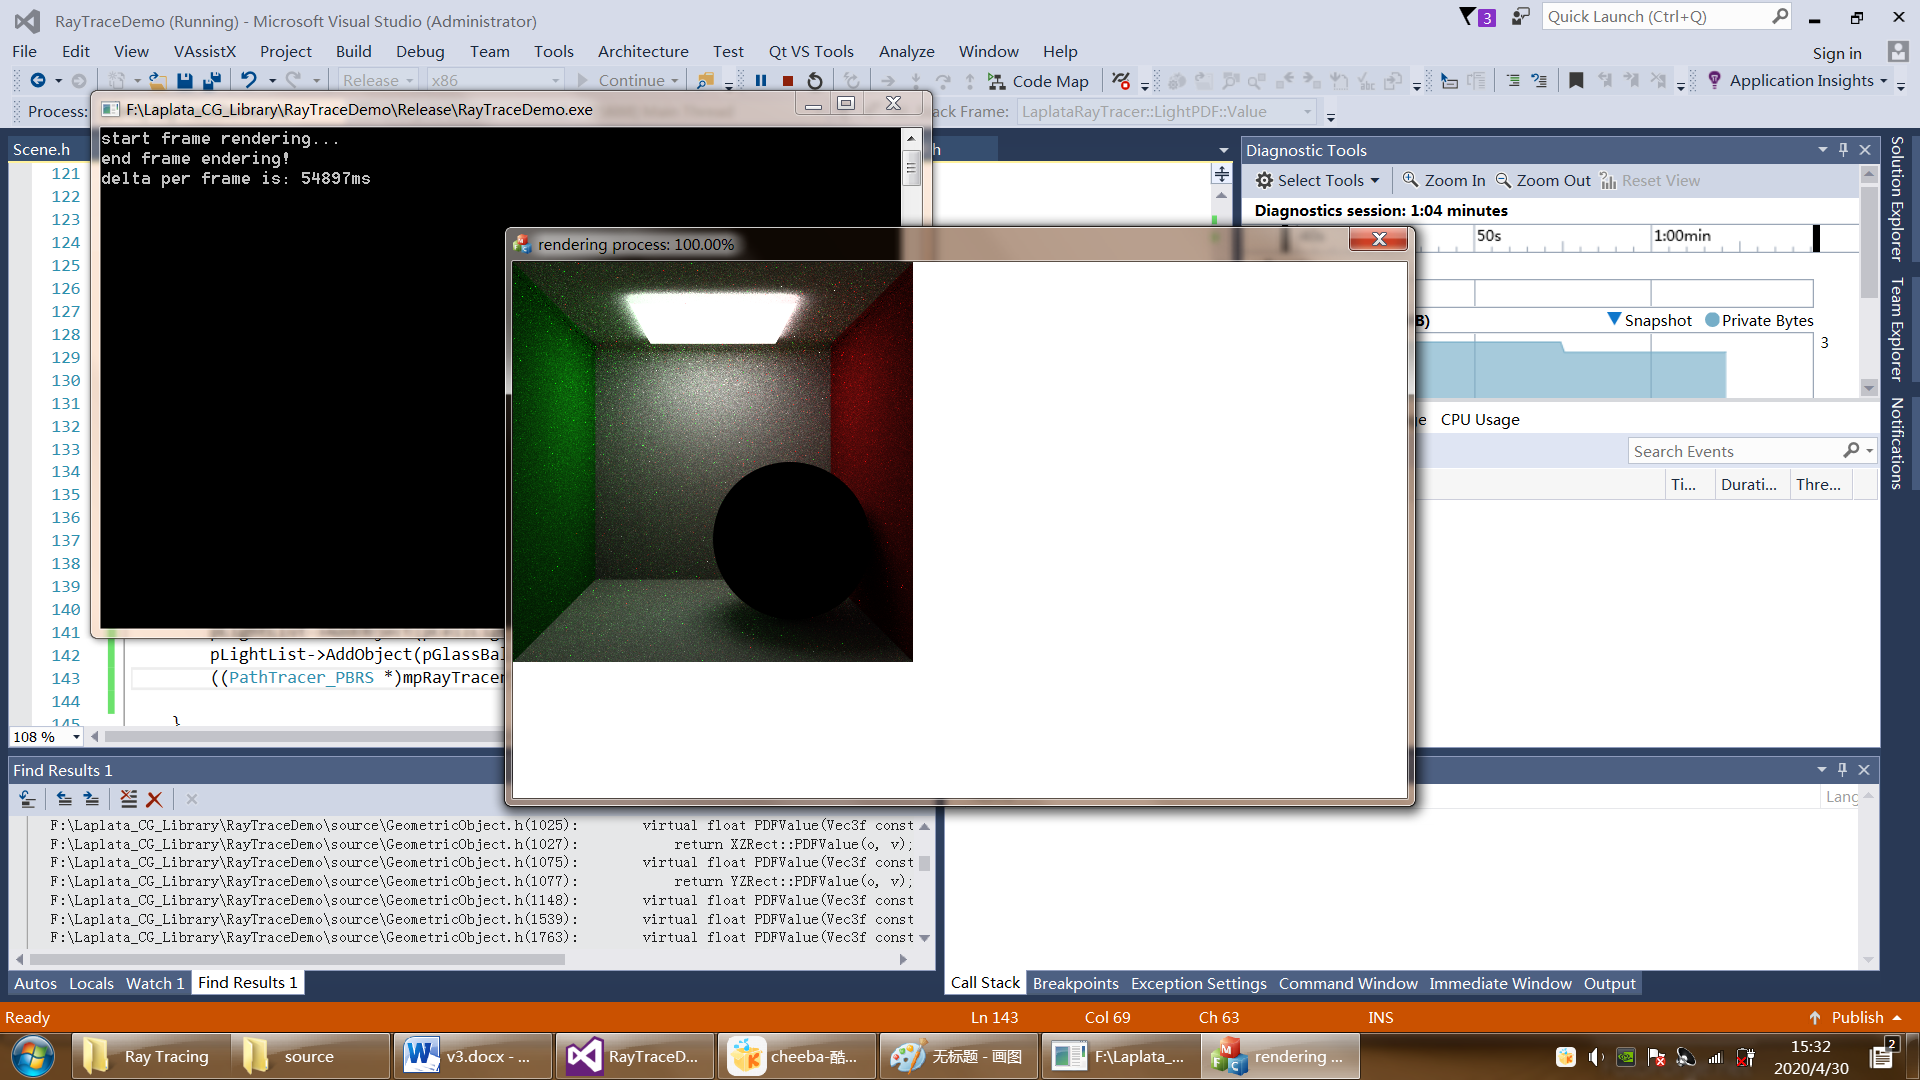 RayTraceDemo (Running) - Microsoft Visual Studio (Administrator)
3
Quick Launch (Ctrl+Q)
File Edit View VAssistX Project Build Debug Team Tools Architecture Test Qt VS Tools Analyze Window Help
Sign in
Release x86 Continue Code Map Application Insights
Process:
Frame: LaplataRayTracer::LightPDF::Value
F:\Laplata_CG_Library\RayTraceDemo\Release\RayTraceDemo.exe
start frame rendering...
end frame endering!
delta per frame is: 54897ms
Scene.h
121
122
123
124
125
126
127
128
129
130
131
132
133
134
135
136
137
138
139
140
141
142 pLightList->AddObject(pGlassBal
143 ((PathTracer_PBRS *)mpRayTracer
144
145 }
108 %
rendering process: 100.00%
Diagnostic Tools
Select Tools Zoom In Zoom Out Reset View
Diagnostics session: 1:04 minutes
50s 1:00min
Snapshot Private Bytes
3
CPU Usage
Search Events
Ti... Durati... Thre...
Solution Explorer
Team Explorer
Notifications
Find Results 1
F:\Laplata_CG_Library\RayTraceDemo\source\GeometricObject.h(1025): virtual float PDFValue(Vec3f const
F:\Laplata_CG_Library\RayTraceDemo\source\GeometricObject.h(1027): return XZRect::PDFValue(o, v);
F:\Laplata_CG_Library\RayTraceDemo\source\GeometricObject.h(1075): virtual float PDFValue(Vec3f const
F:\Laplata_CG_Library\RayTraceDemo\source\GeometricObject.h(1077): return YZRect::PDFValue(o, v);
F:\Laplata_CG_Library\RayTraceDemo\source\GeometricObject.h(1148): virtual float PDFValue(Vec3f const
F:\Laplata_CG_Library\RayTraceDemo\source\GeometricObject.h(1539): virtual float PDFValue(Vec3f const
F:\Laplata_CG_Library\RayTraceDemo\source\GeometricObject.h(1763): virtual float PDFValue(Vec3f const
Lang
Autos Locals Watch 1 Find Results 1
Call Stack Breakpoints Exception Settings Command Window Immediate Window Output
Ready Ln 143 Col 69 Ch 63 INS Publish
Ray Tracing source v3.docx - ... RayTraceD... cheeba-酷... 无标题 - 画图 F:\Laplata_... rendering ...
15:32
2020/4/30
2